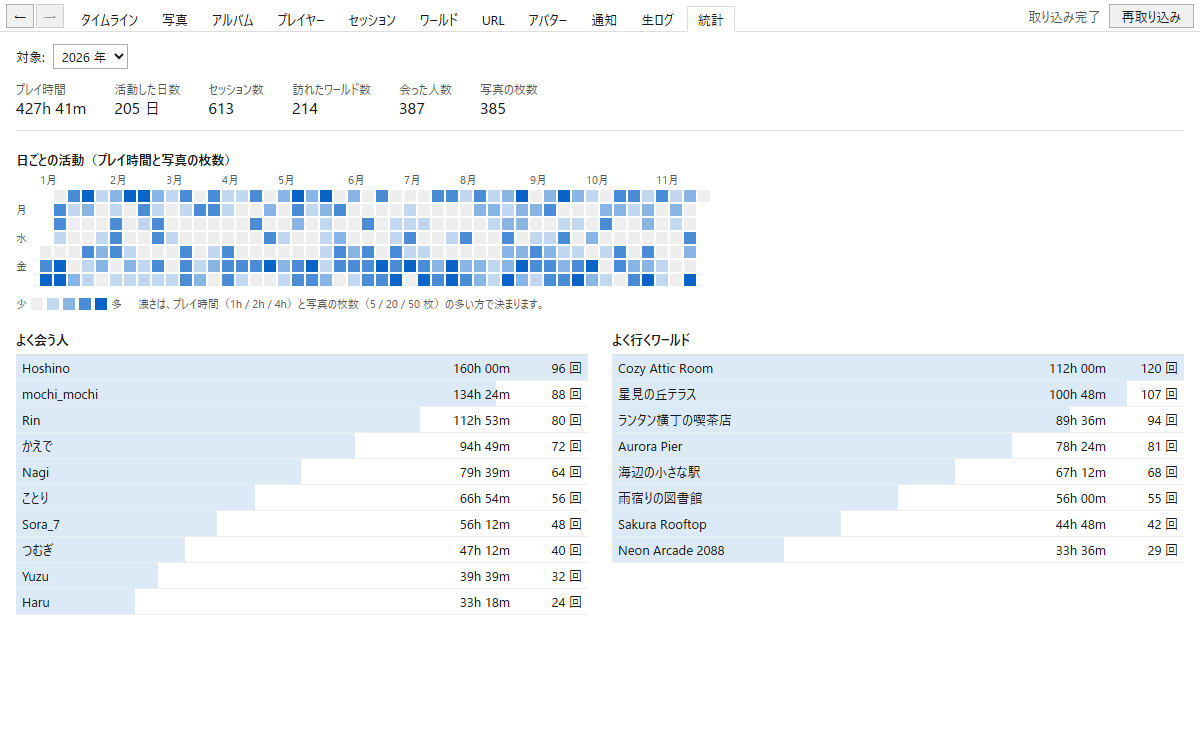 ← → タイムライン 写真 アルバム プレイヤー セッション ワールド URL アバター 通知 生ログ 統計 取り込み完了 再取り込み
対象: 2026 年
プレイ時間 活動した日数 セッション数 訪れたワールド数 会った人数 写真の枚数
427h 41m 205 日 613 214 387 385
日ごとの活動（プレイ時間と写真の枚数）
1月 2月 3月 4月 5月 6月 7月 8月 9月 10月 11月
月
水
金
少 多 濃さは、プレイ時間（1h / 2h / 4h）と写真の枚数（5 / 20 / 50 枚）の多い方で決まります。
よく会う人
Hoshino 160h 00m 96 回
mochi_mochi 134h 24m 88 回
Rin 112h 53m 80 回
かえで 94h 49m 72 回
Nagi 79h 39m 64 回
ことり 66h 54m 56 回
Sora_7 56h 12m 48 回
つむぎ 47h 12m 40 回
Yuzu 39h 39m 32 回
Haru 33h 18m 24 回
よく行くワールド
Cozy Attic Room 112h 00m 120 回
星見の丘テラス 100h 48m 107 回
ランタン横丁の喫茶店 89h 36m 94 回
Aurora Pier 78h 24m 81 回
海辺の小さな駅 67h 12m 68 回
雨宿りの図書館 56h 00m 55 回
Sakura Rooftop 44h 48m 42 回
Neon Arcade 2088 33h 36m 29 回